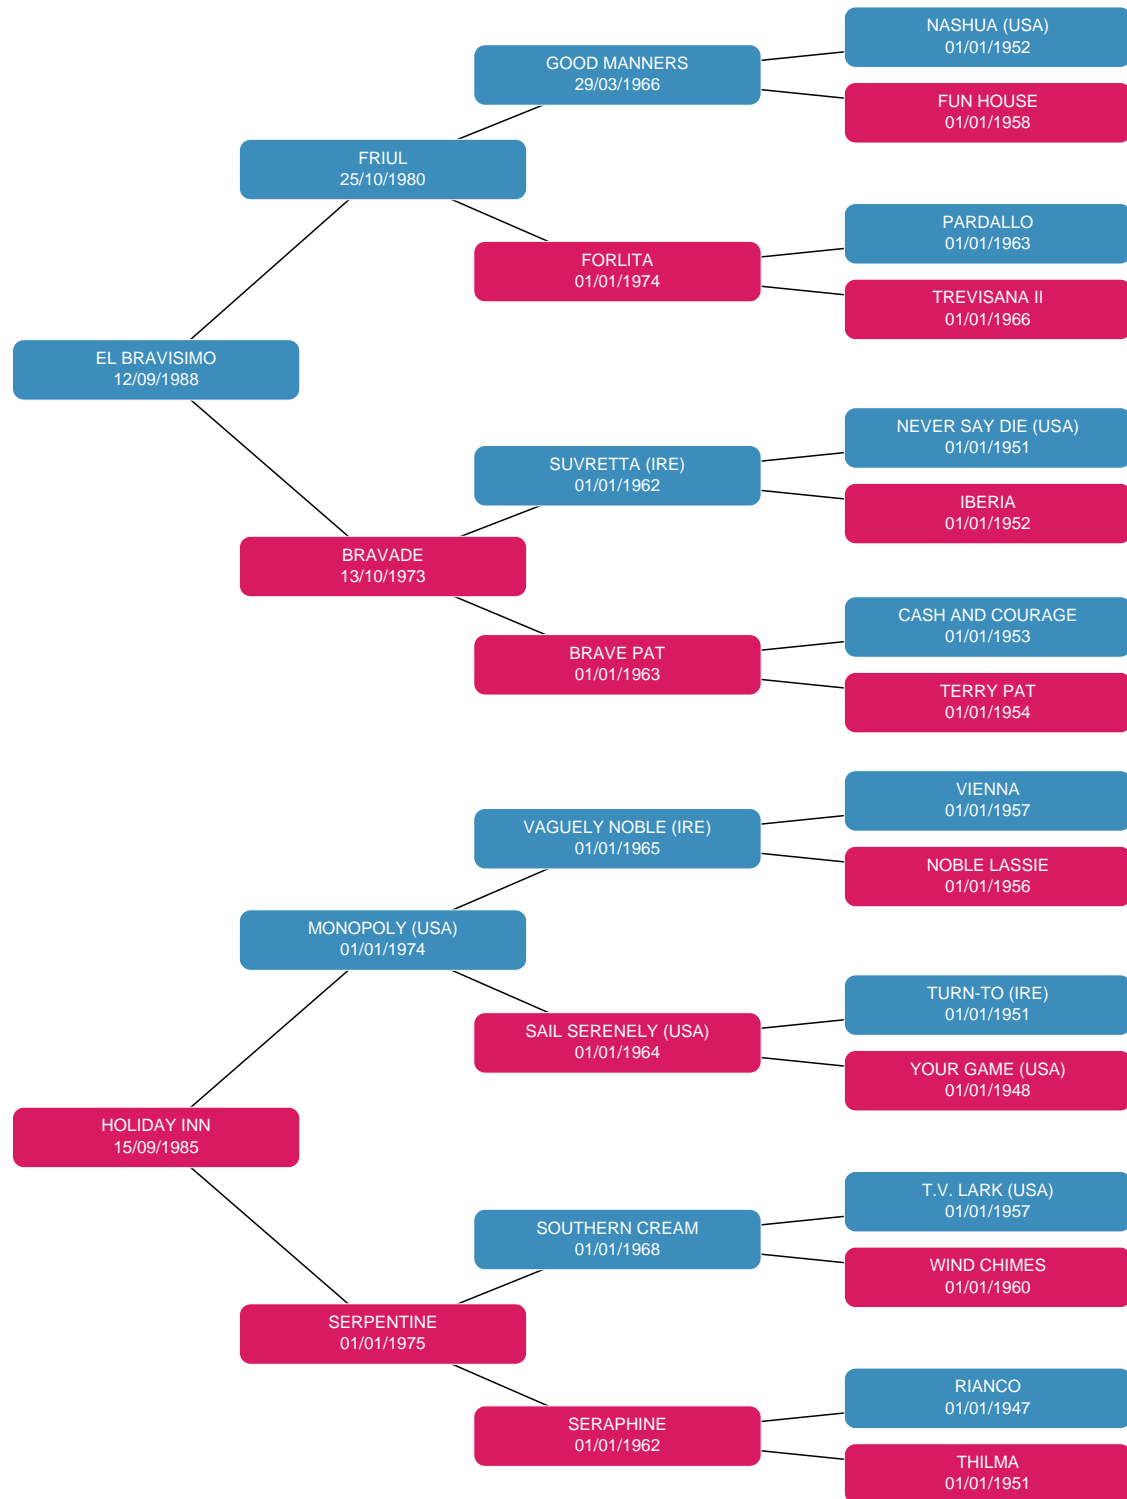 NASHUA (USA)
01/01/1952
GOOD MANNERS
29/03/1966
FUN HOUSE
01/01/1958
FRIUL
25/10/1980
PARDALLO
01/01/1963
FORLITA
01/01/1974
TREVISANA II
01/01/1966
EL BRAVISIMO
12/09/1988
NEVER SAY DIE (USA)
01/01/1951
SUVRETTA (IRE)
01/01/1962
IBERIA
01/01/1952
BRAVADE
13/10/1973
CASH AND COURAGE
01/01/1953
BRAVE PAT
01/01/1963
TERRY PAT
01/01/1954
VIENNA
01/01/1957
VAGUELY NOBLE (IRE)
01/01/1965
NOBLE LASSIE
01/01/1956
MONOPOLY (USA)
01/01/1974
TURN-TO (IRE)
01/01/1951
SAIL SERENELY (USA)
01/01/1964
YOUR GAME (USA)
01/01/1948
HOLIDAY INN
15/09/1985
T.V. LARK (USA)
01/01/1957
SOUTHERN CREAM
01/01/1968
WIND CHIMES
01/01/1960
SERPENTINE
01/01/1975
RIANCO
01/01/1947
SERAPHINE
01/01/1962
THILMA
01/01/1951